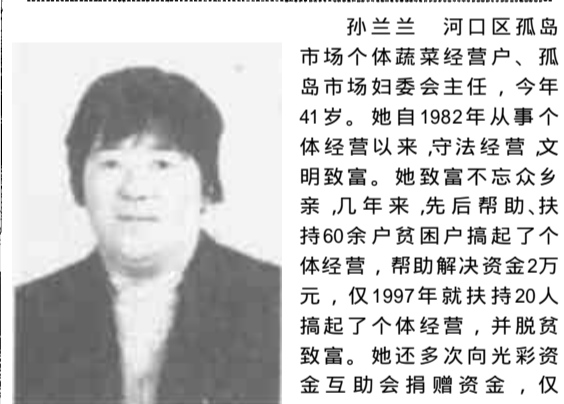 孙兰兰 河口区孤岛
市场个体蔬菜经营户、孤
岛市场妇委会主任，今年
41岁。她自1982年从事个
体经营以来,守法经营,文
明致富。她致富不忘众乡
亲,几年来,先后帮助、扶
持60余户贫困户搞起了个
体经营，帮助解决资金2万
元，仅1997年就扶持20人
搞起了个体经营，并脱贫
致富。她还多次向光彩资
金互助会捐赠资金，仅